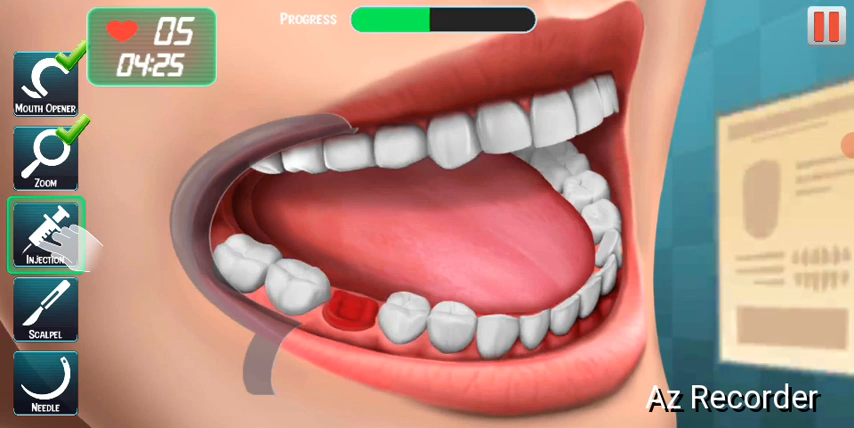 05
04:25
PROGRESS
MOUTH OPENER
ZOOM
INJECTION
SCALPEL
NEEDLE
Az Recorder